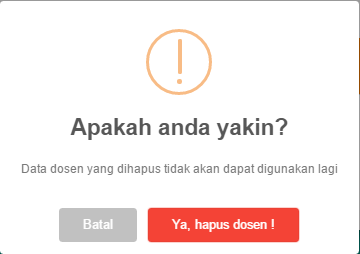 Apakah anda yakin?
Data dosen yang dihapus tidak akan dapat digunakan lagi
Batal
Ya, hapus dosen !